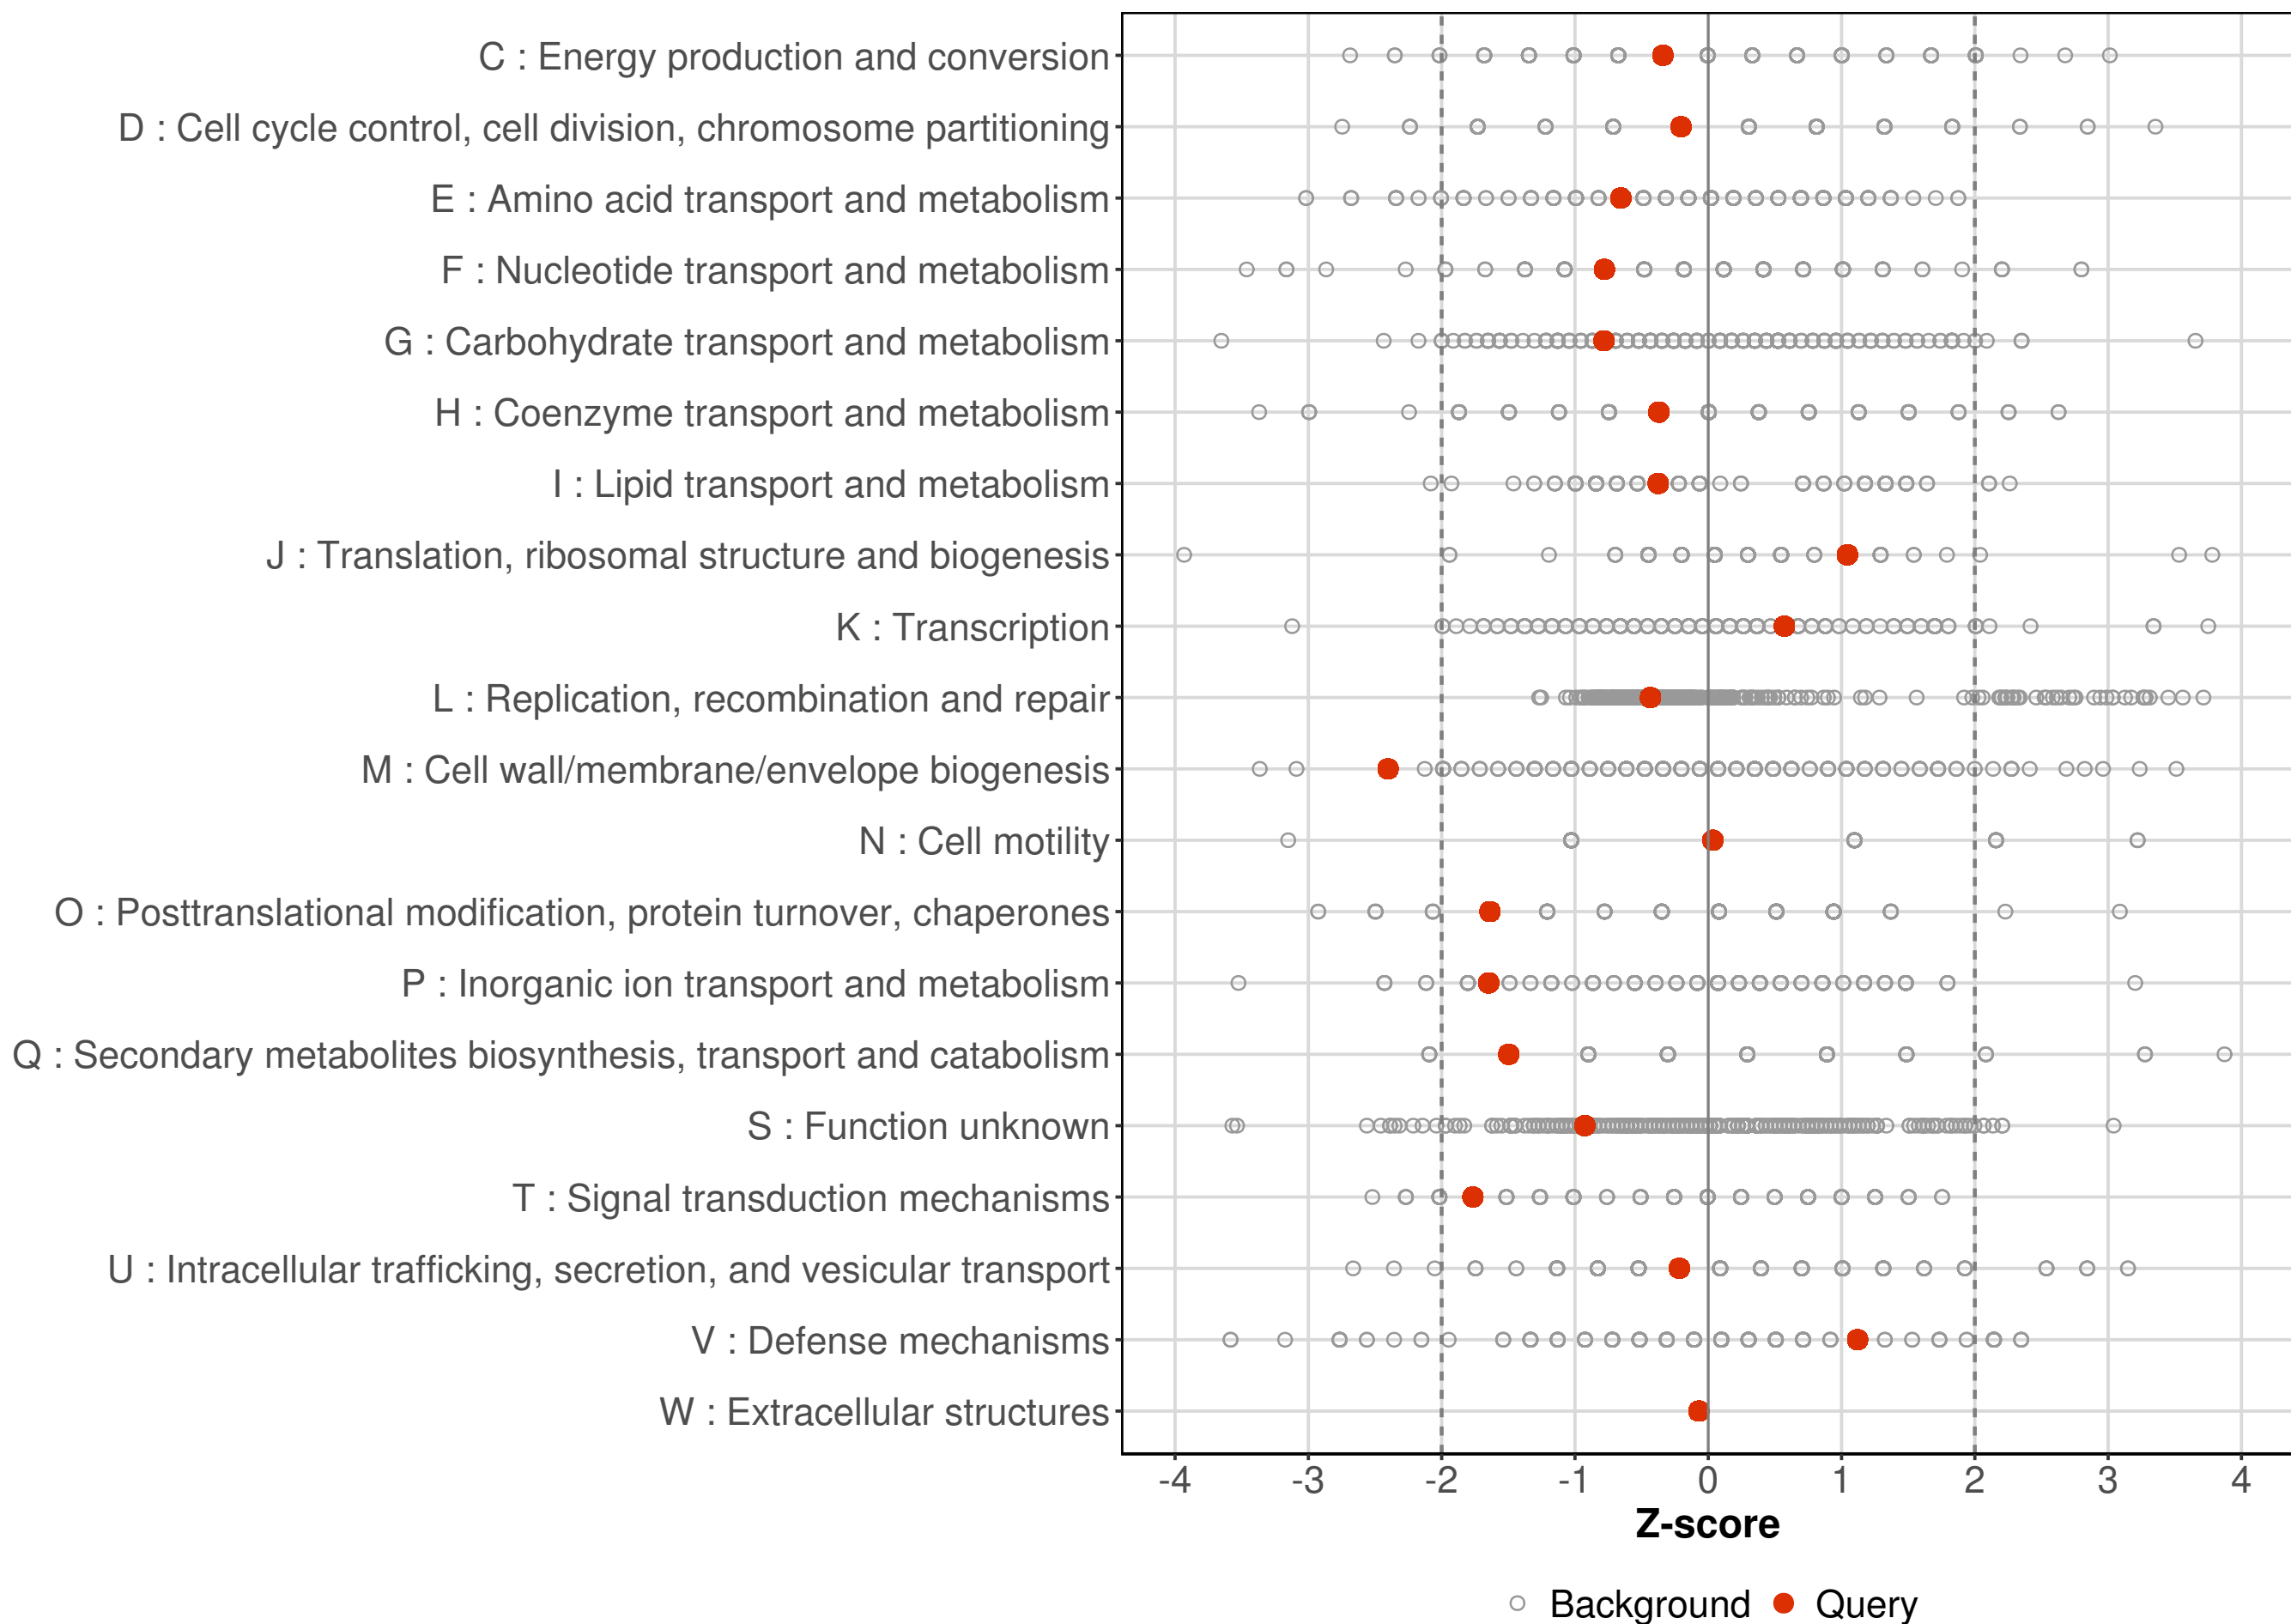 C : Energy production and conversion
D : Cell cycle control, cell division, chromosome partitioning
E : Amino acid transport and metabolism
F : Nucleotide transport and metabolism
G : Carbohydrate transport and metabolism
H : Coenzyme transport and metabolism
I : Lipid transport and metabolism
J : Translation, ribosomal structure and biogenesis
K : Transcription
L : Replication, recombination and repair
M : Cell wall/membrane/envelope biogenesis
N : Cell motility
O : Posttranslational modification, protein turnover, chaperones
P : Inorganic ion transport and metabolism
Q : Secondary metabolites biosynthesis, transport and catabolism
S : Function unknown
T : Signal transduction mechanisms
U : Intracellular trafficking, secretion, and vesicular transport
V : Defense mechanisms
W : Extracellular structures
-4 -3 -2 -1 0 1 2 3 4
Z-score
Background Query